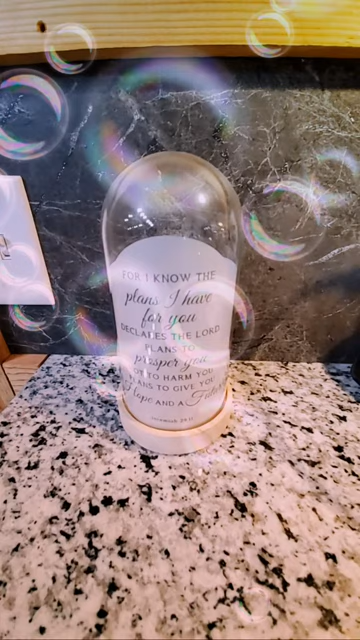 FOR I KNOW THE
plans I have
for you
DECLARES THE LORD
PLANS TO
prosper you
NOT TO HARM YOU
PLANS TO GIVE YOU
Hope AND A Future